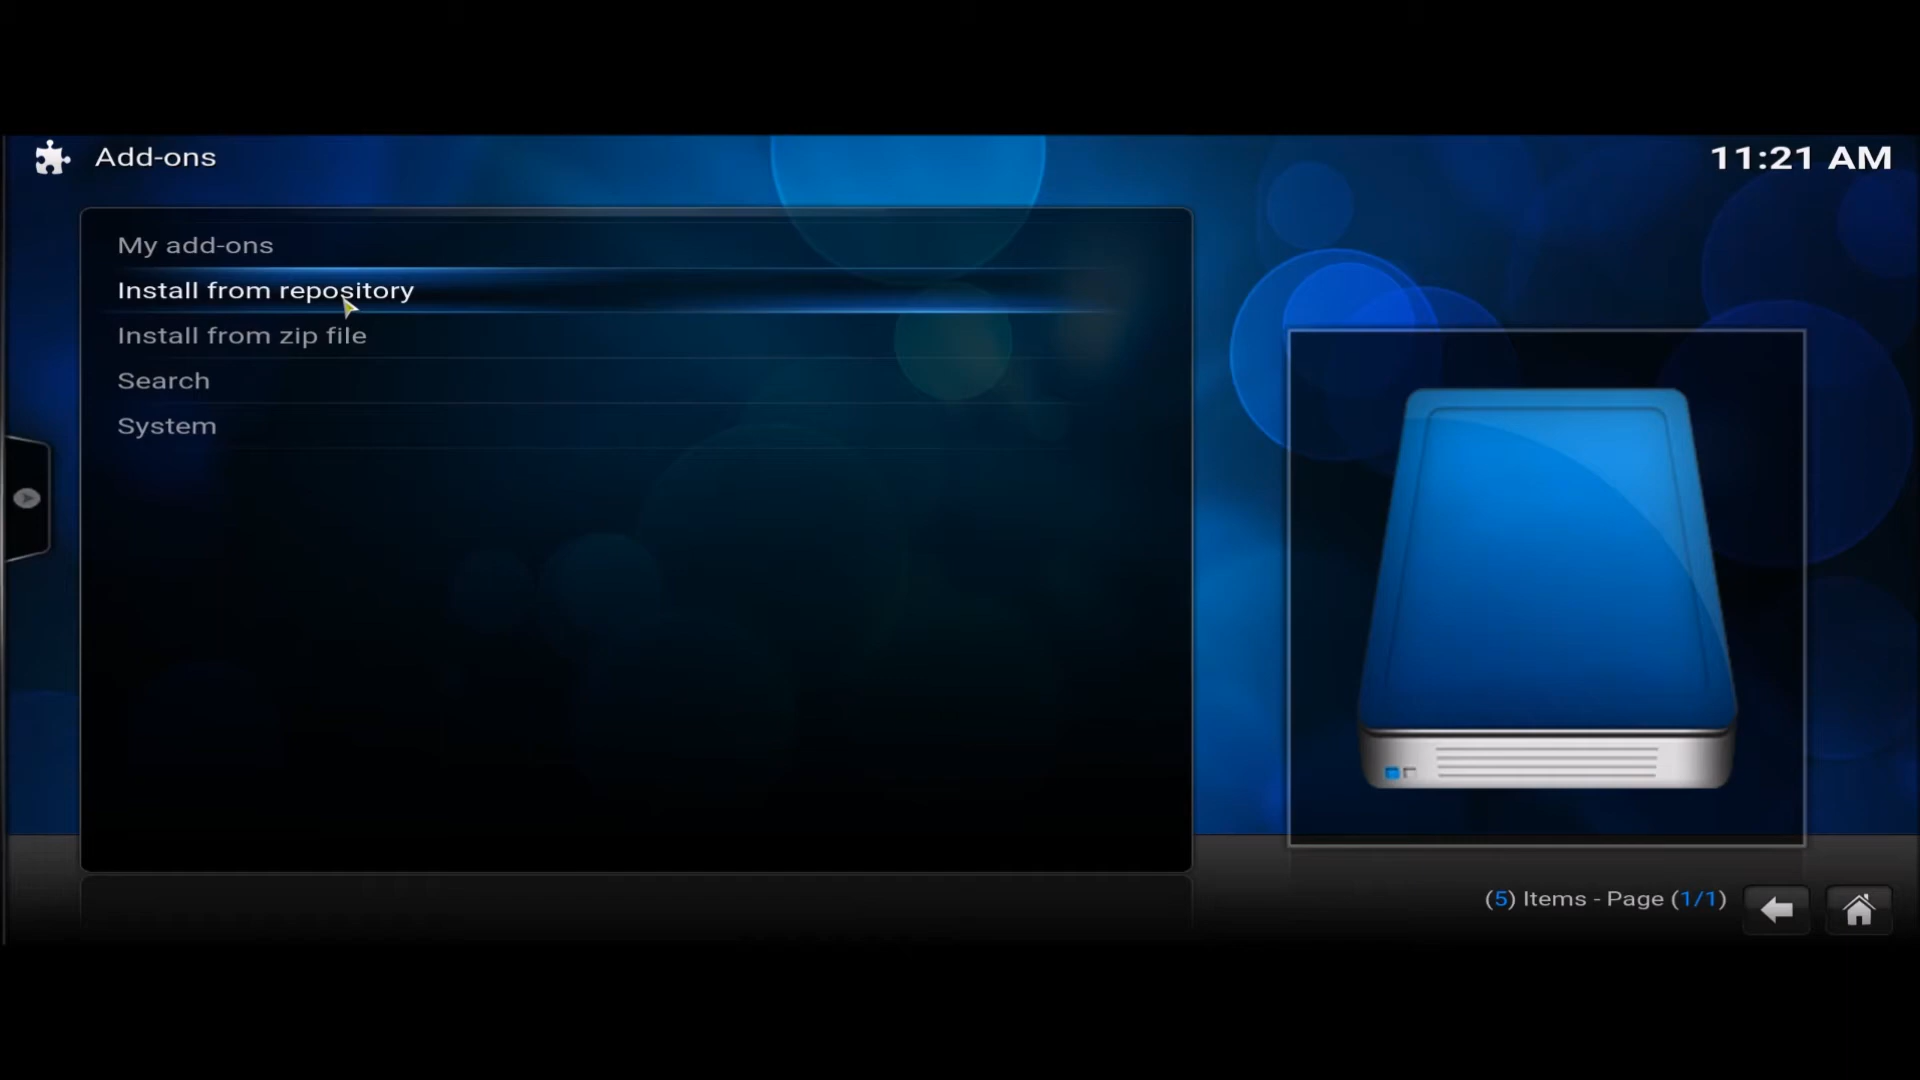 Add-ons
11:21 AM
My add-ons
Install from repository
Install from zip file
Search
System
(5) Items - Page (1/1)